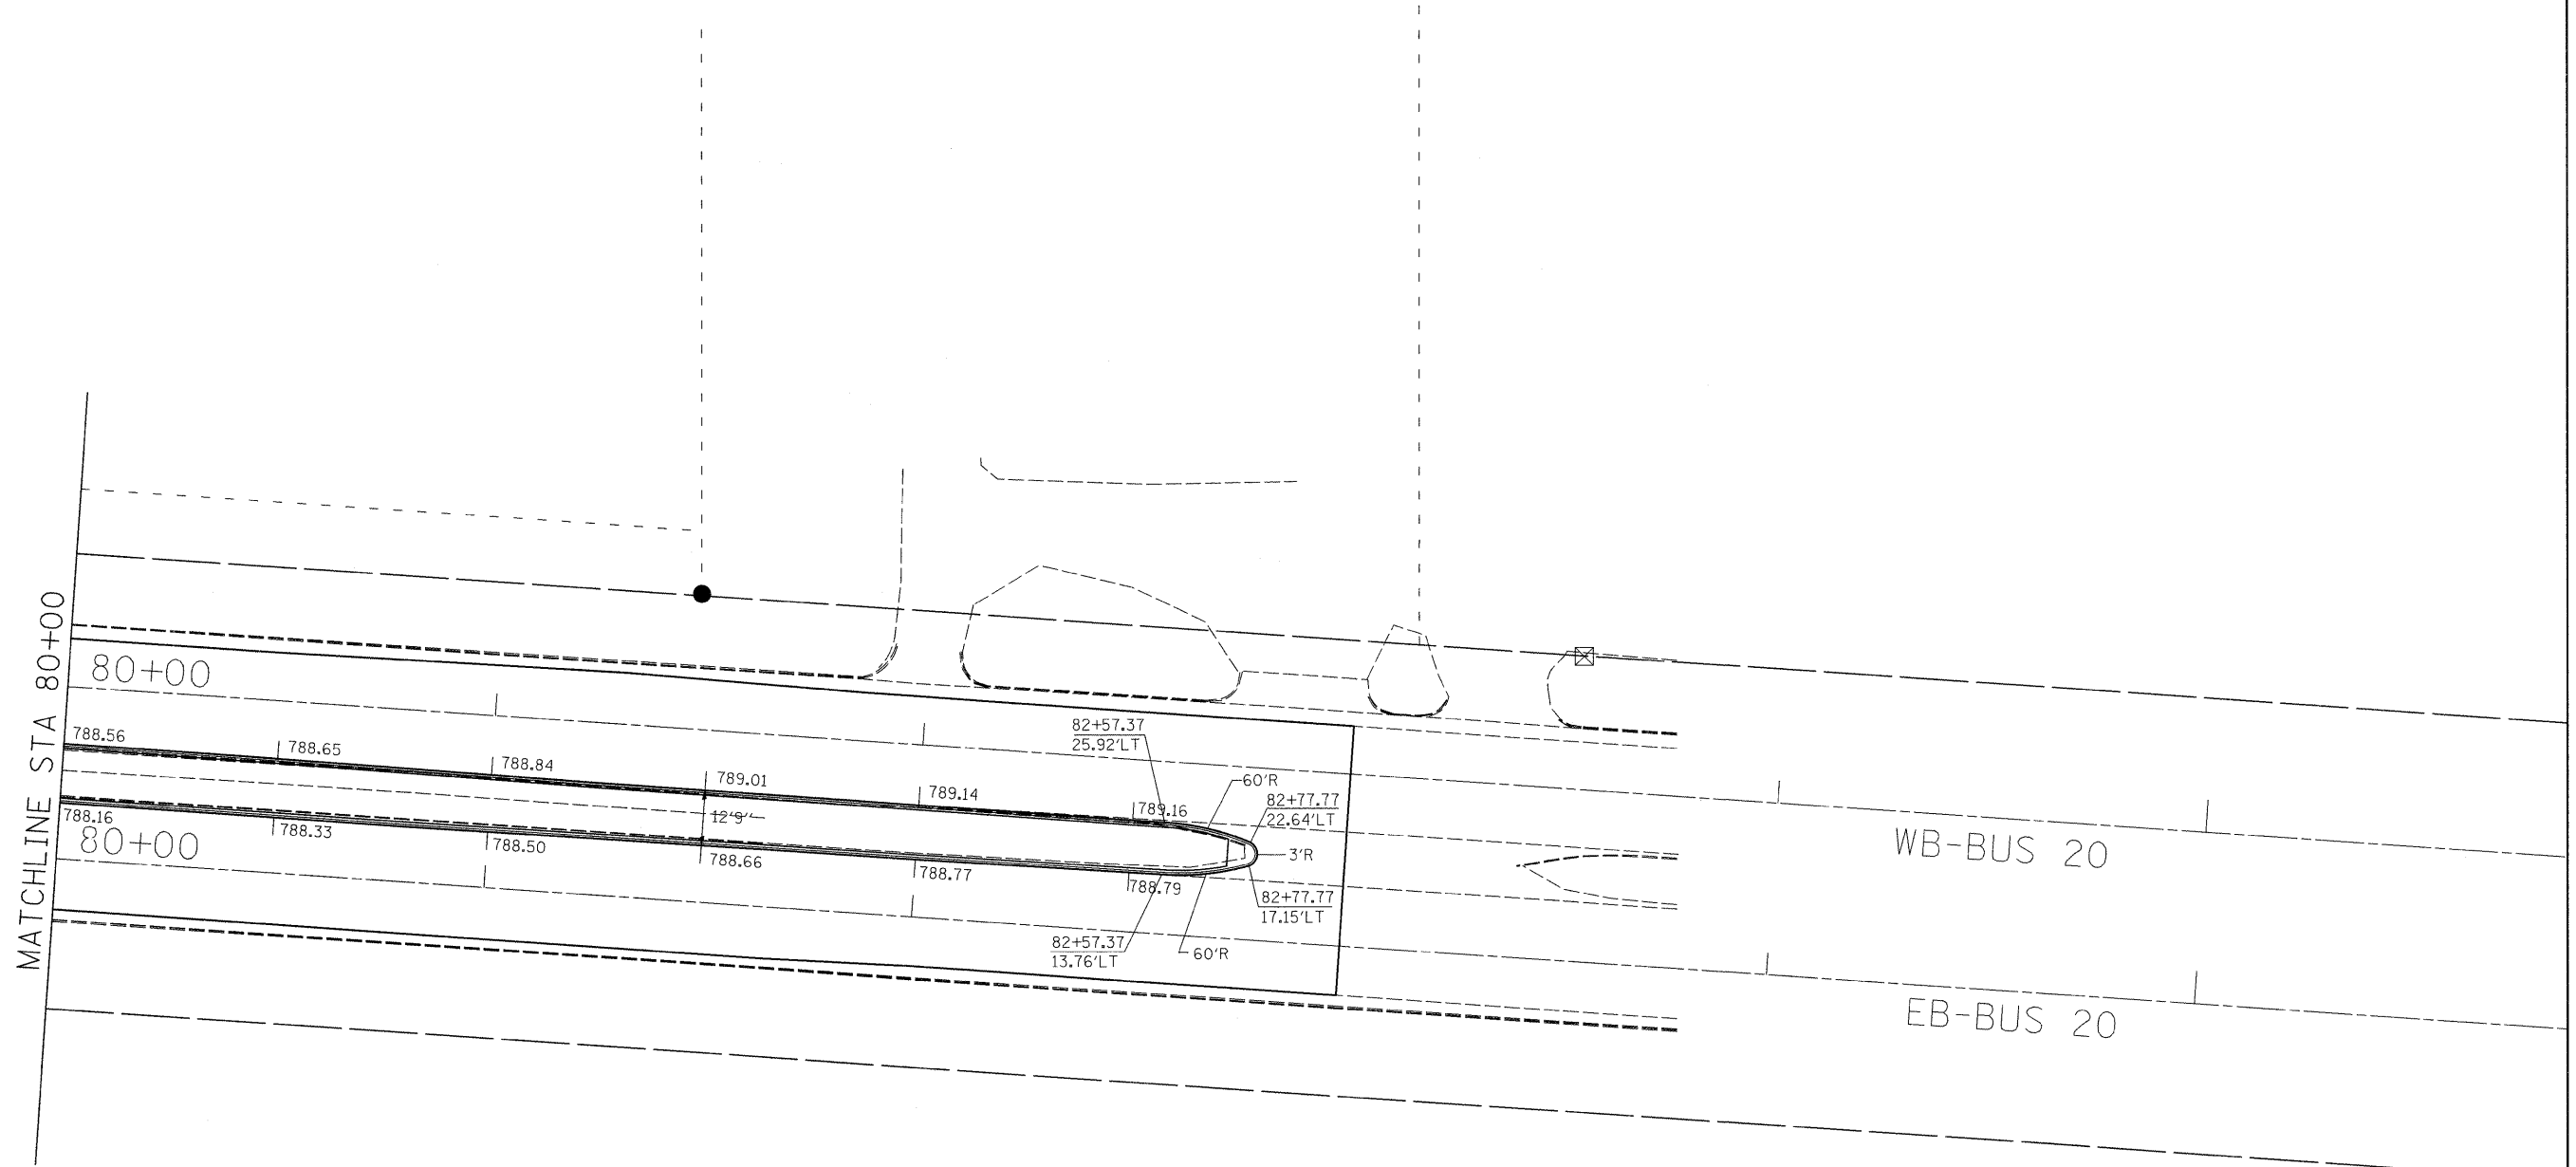 MATCHLINE STA 80+00
80+00
82+57.37
25.92'LT
788.56
788.65
788.84
789.01
789.14
789.16
60'R
82+77.77
22.64'LT
12'9"
3'R
788.16
788.33
788.50
788.66
788.77
788.79
80+00
82+77.77
17.15'LT
82+57.37
13.76'LT
60'R
WB-BUS 20
EB-BUS 20